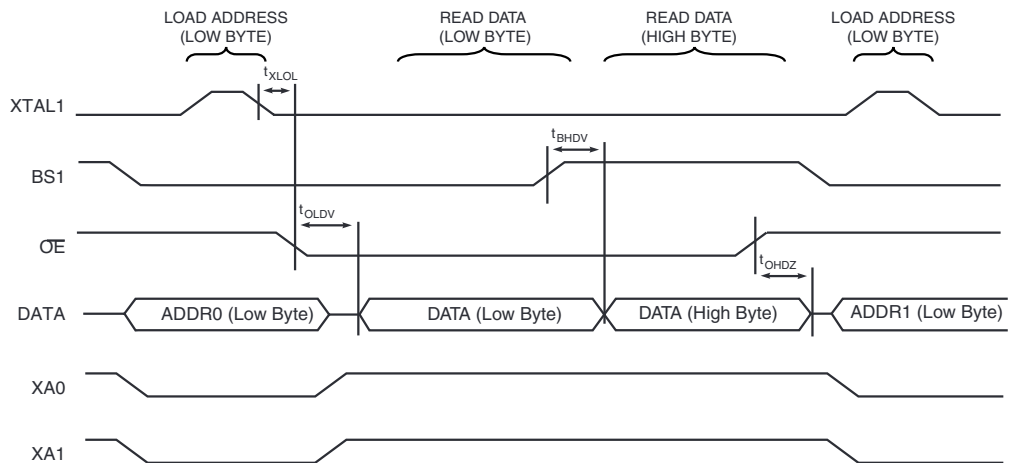 LOAD ADDRESS
(LOW BYTE)
READ DATA
(LOW BYTE)
READ DATA
(HIGH BYTE)
LOAD ADDRESS
(LOW BYTE)
tXLOL
XTAL1
tBHDV
BS1
tOLDV
OE
tOHDZ
DATA
ADDR0 (Low Byte)
DATA (Low Byte)
DATA (High Byte)
ADDR1 (Low Byte)
XA0
XA1